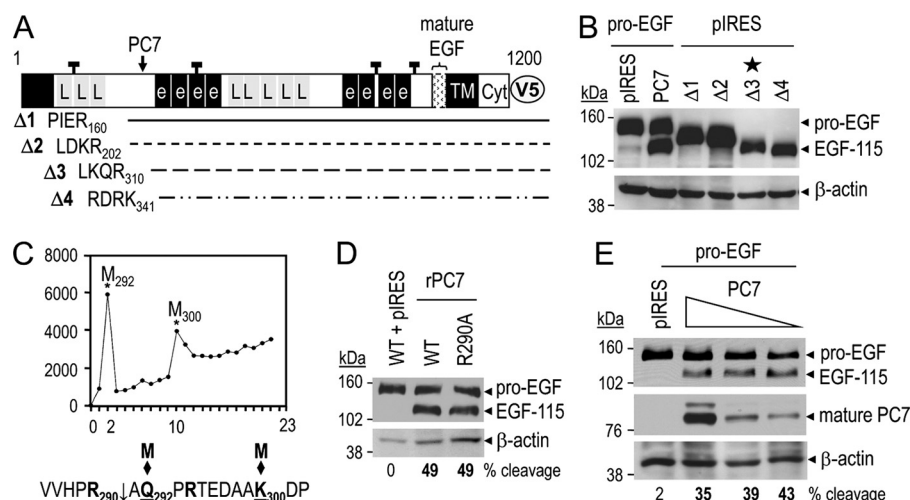 A
mature
EGF
1
PC7
1200
L L L
e e e e
L L L L L
e e e e
TM
Cyt
V5
Δ1 PIER160
Δ2 LDKR202
Δ3 LKQR310
Δ4 RDRK341
B
pro-EGF
pIRES
pIRES
PC7
Δ1
Δ2
★
Δ3
Δ4
kDa
160
102
38
pro-EGF
EGF-115
β-actin
C
8000
6000
4000
2000
0
M292
*
M300
*
0 2 10 23
M M
VVHPR290↓AQ292PRTEDAAK300DP
D
rPC7
WT + pIRES
WT
R290A
kDa
160
102
38
pro-EGF
EGF-115
β-actin
0 49 49 % cleavage
E
pro-EGF
pIRES
PC7
kDa
160
102
76
38
pro-EGF
EGF-115
mature PC7
β-actin
2 35 39 43 % cleavage